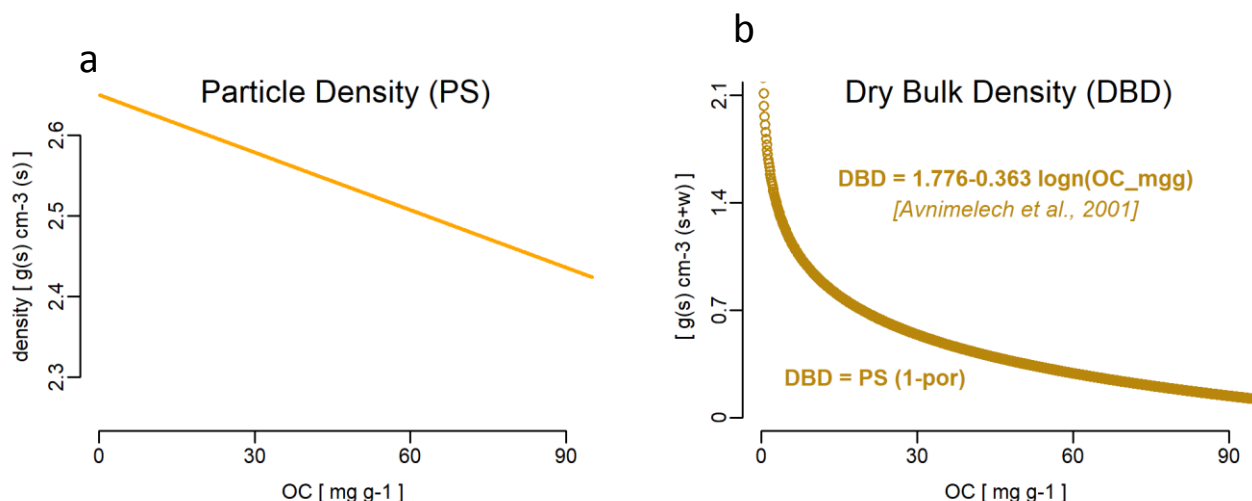 a
Particle Density (PS)
density [ g(s) cm-3 (s) ]
2.6
2.5
2.4
2.3
0
30
60
90
OC [ mg g-1 ]
b
Dry Bulk Density (DBD)
[ g(s) cm-3 (s+w) ]
2.1
1.4
0.7
0
DBD = 1.776-0.363 logn(OC_mgg)
[Avnimelech et al., 2001]
DBD = PS (1-por)
0
30
60
90
OC [ mg g-1 ]